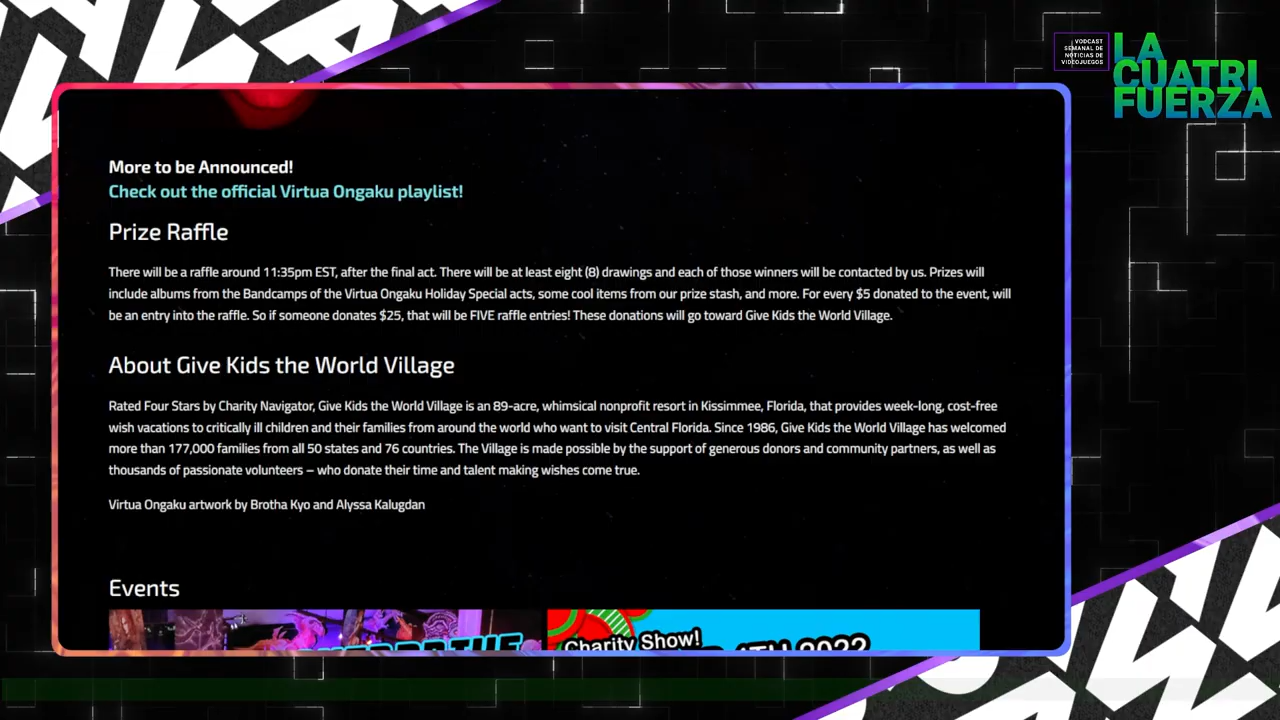 VODCAST
SEMANAL DE
NOTICIAS DE
VIDEOJUEGOS
LA
CUATRI
FUERZA
More to be Announced!
Check out the official Virtua Ongaku playlist!
Prize Raffle
There will be a raffle around 11:35pm EST, after the final act. There will be at least eight (8) drawings and each of those winners will be contacted by us. Prizes will
include albums from the Bandcamps of the Virtua Ongaku Holiday Special acts, some cool items from our prize stash, and more. For every $5 donated to the event, will
be an entry into the raffle. So if someone donates $25, that will be FIVE raffle entries! These donations will go toward Give Kids the World Village.
About Give Kids the World Village
Rated Four Stars by Charity Navigator, Give Kids the World Village is an 89-acre, whimsical nonprofit resort in Kissimmee, Florida, that provides week-long, cost-free
wish vacations to critically ill children and their families from around the world who want to visit Central Florida. Since 1986, Give Kids the World Village has welcomed
more than 177,000 families from all 50 states and 76 countries. The Village is made possible by the support of generous donors and community partners, as well as
thousands of passionate volunteers – who donate their time and talent making wishes come true.
Virtua Ongaku artwork by Brotha Kyo and Alyssa Kalugdan
Events
Charity Show!
2022